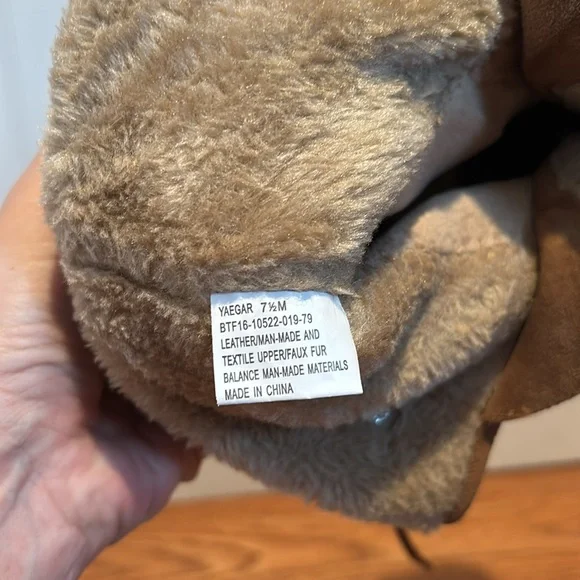 YAEGAR 7½M
BTF16-10522-019-79
LEATHER/MAN-MADE AND
TEXTILE UPPER/FAUX FUR
BALANCE MAN-MADE MATERIALS
MADE IN CHINA